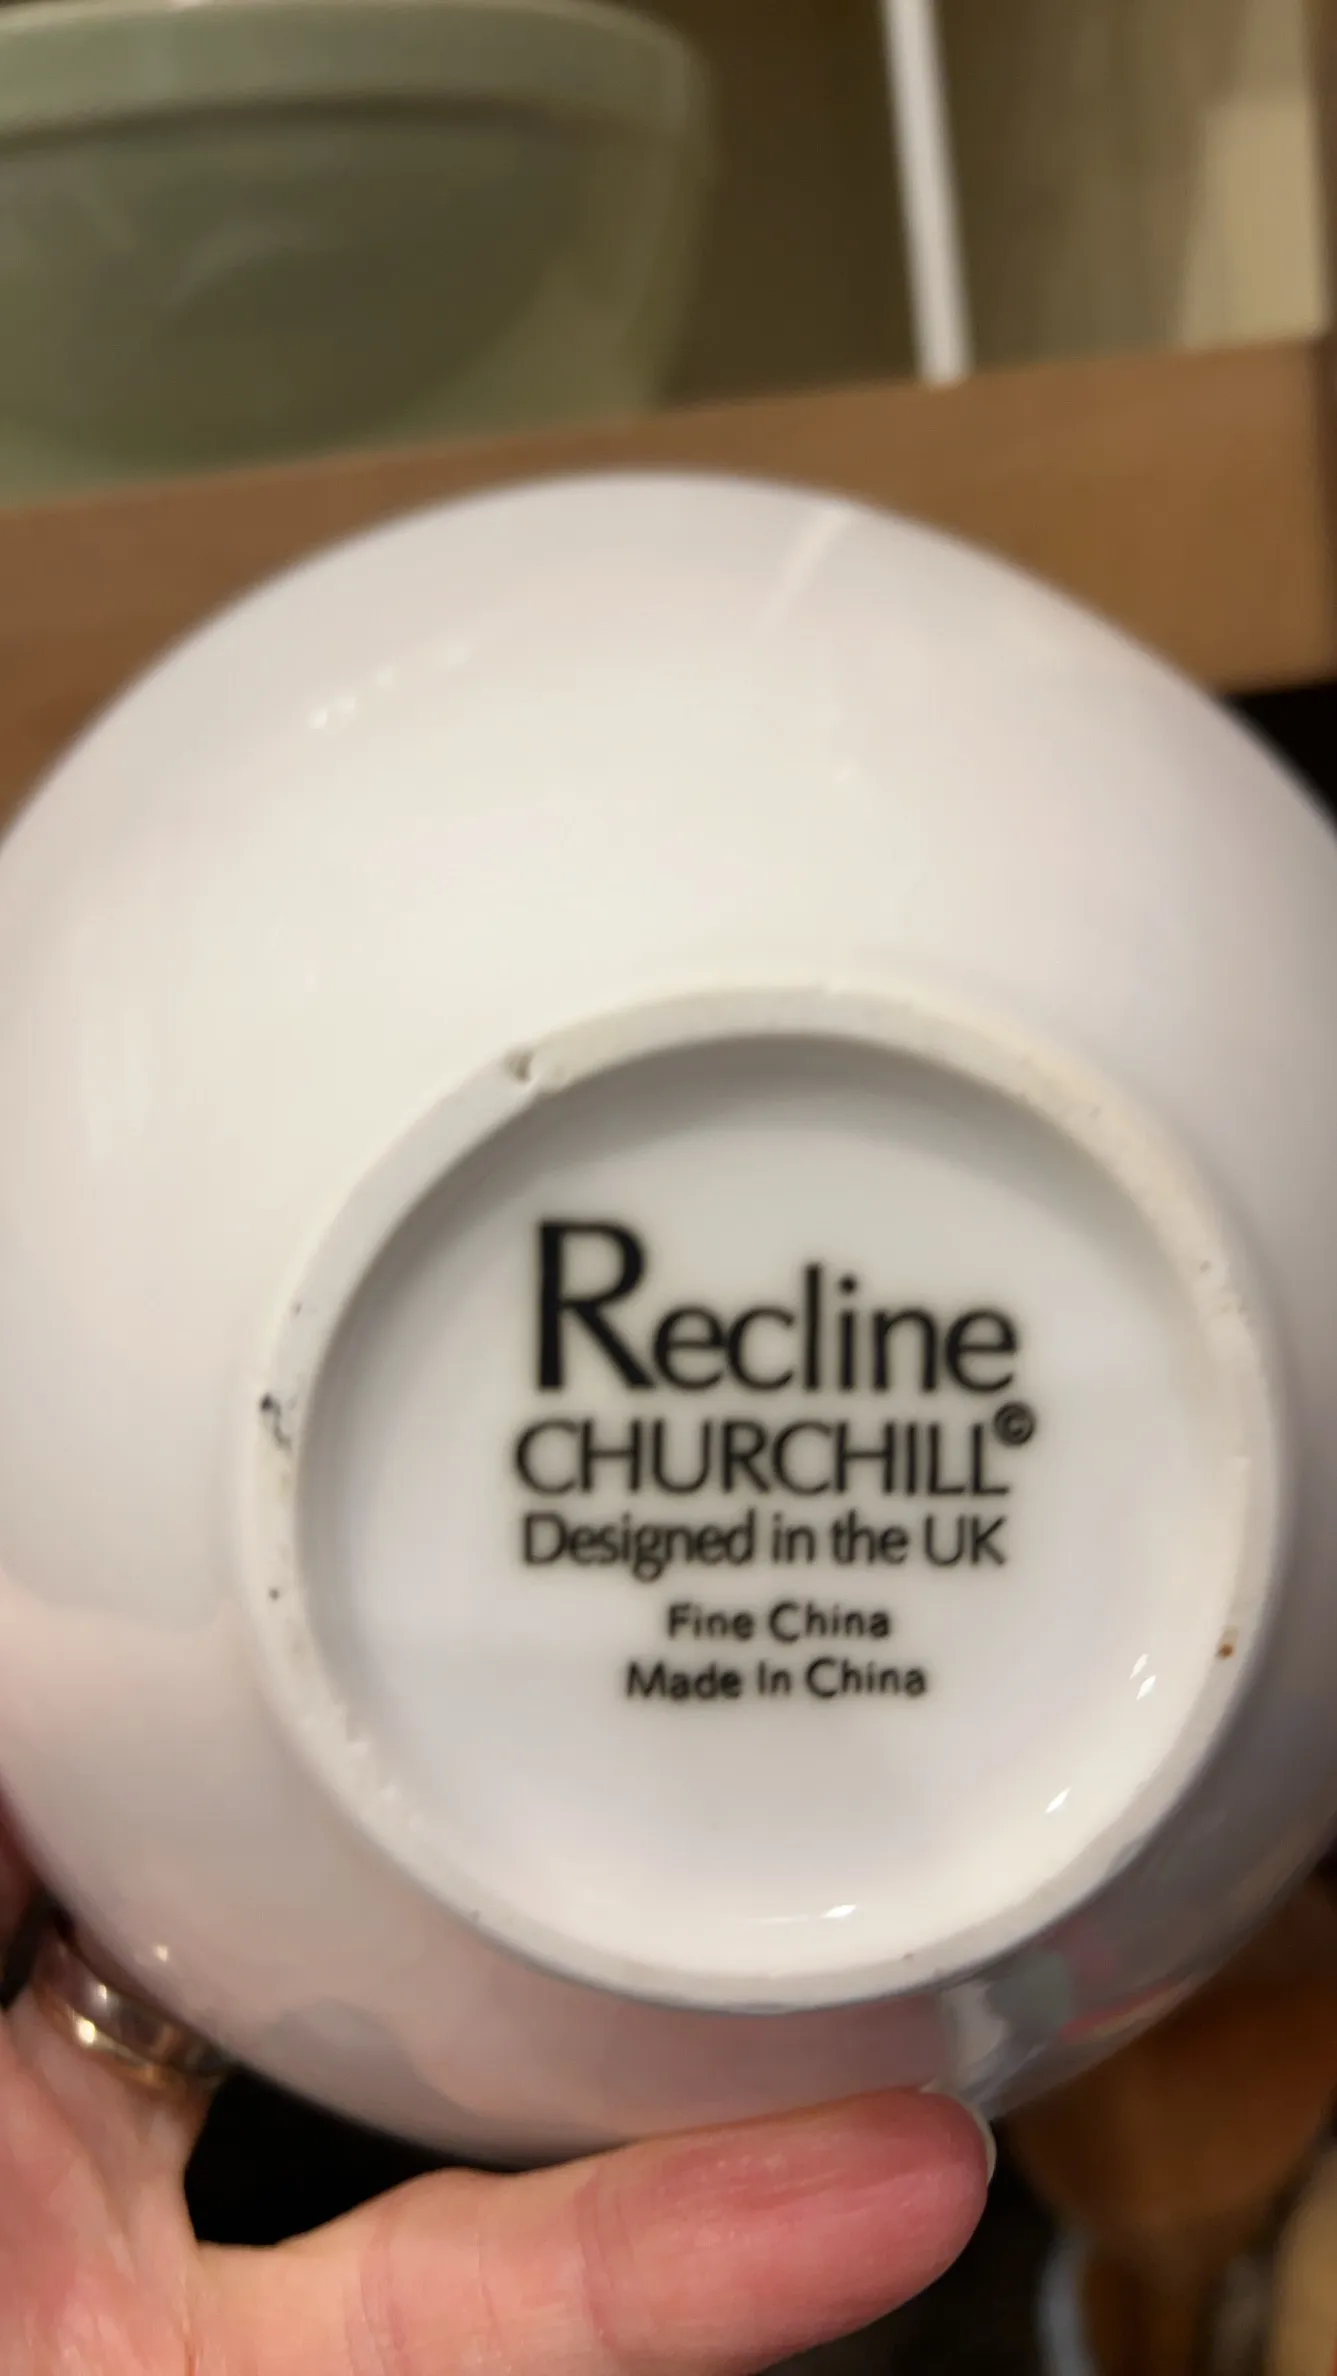 Recline
CHURCHILL©
Designed in the UK
Fine China
Made In China